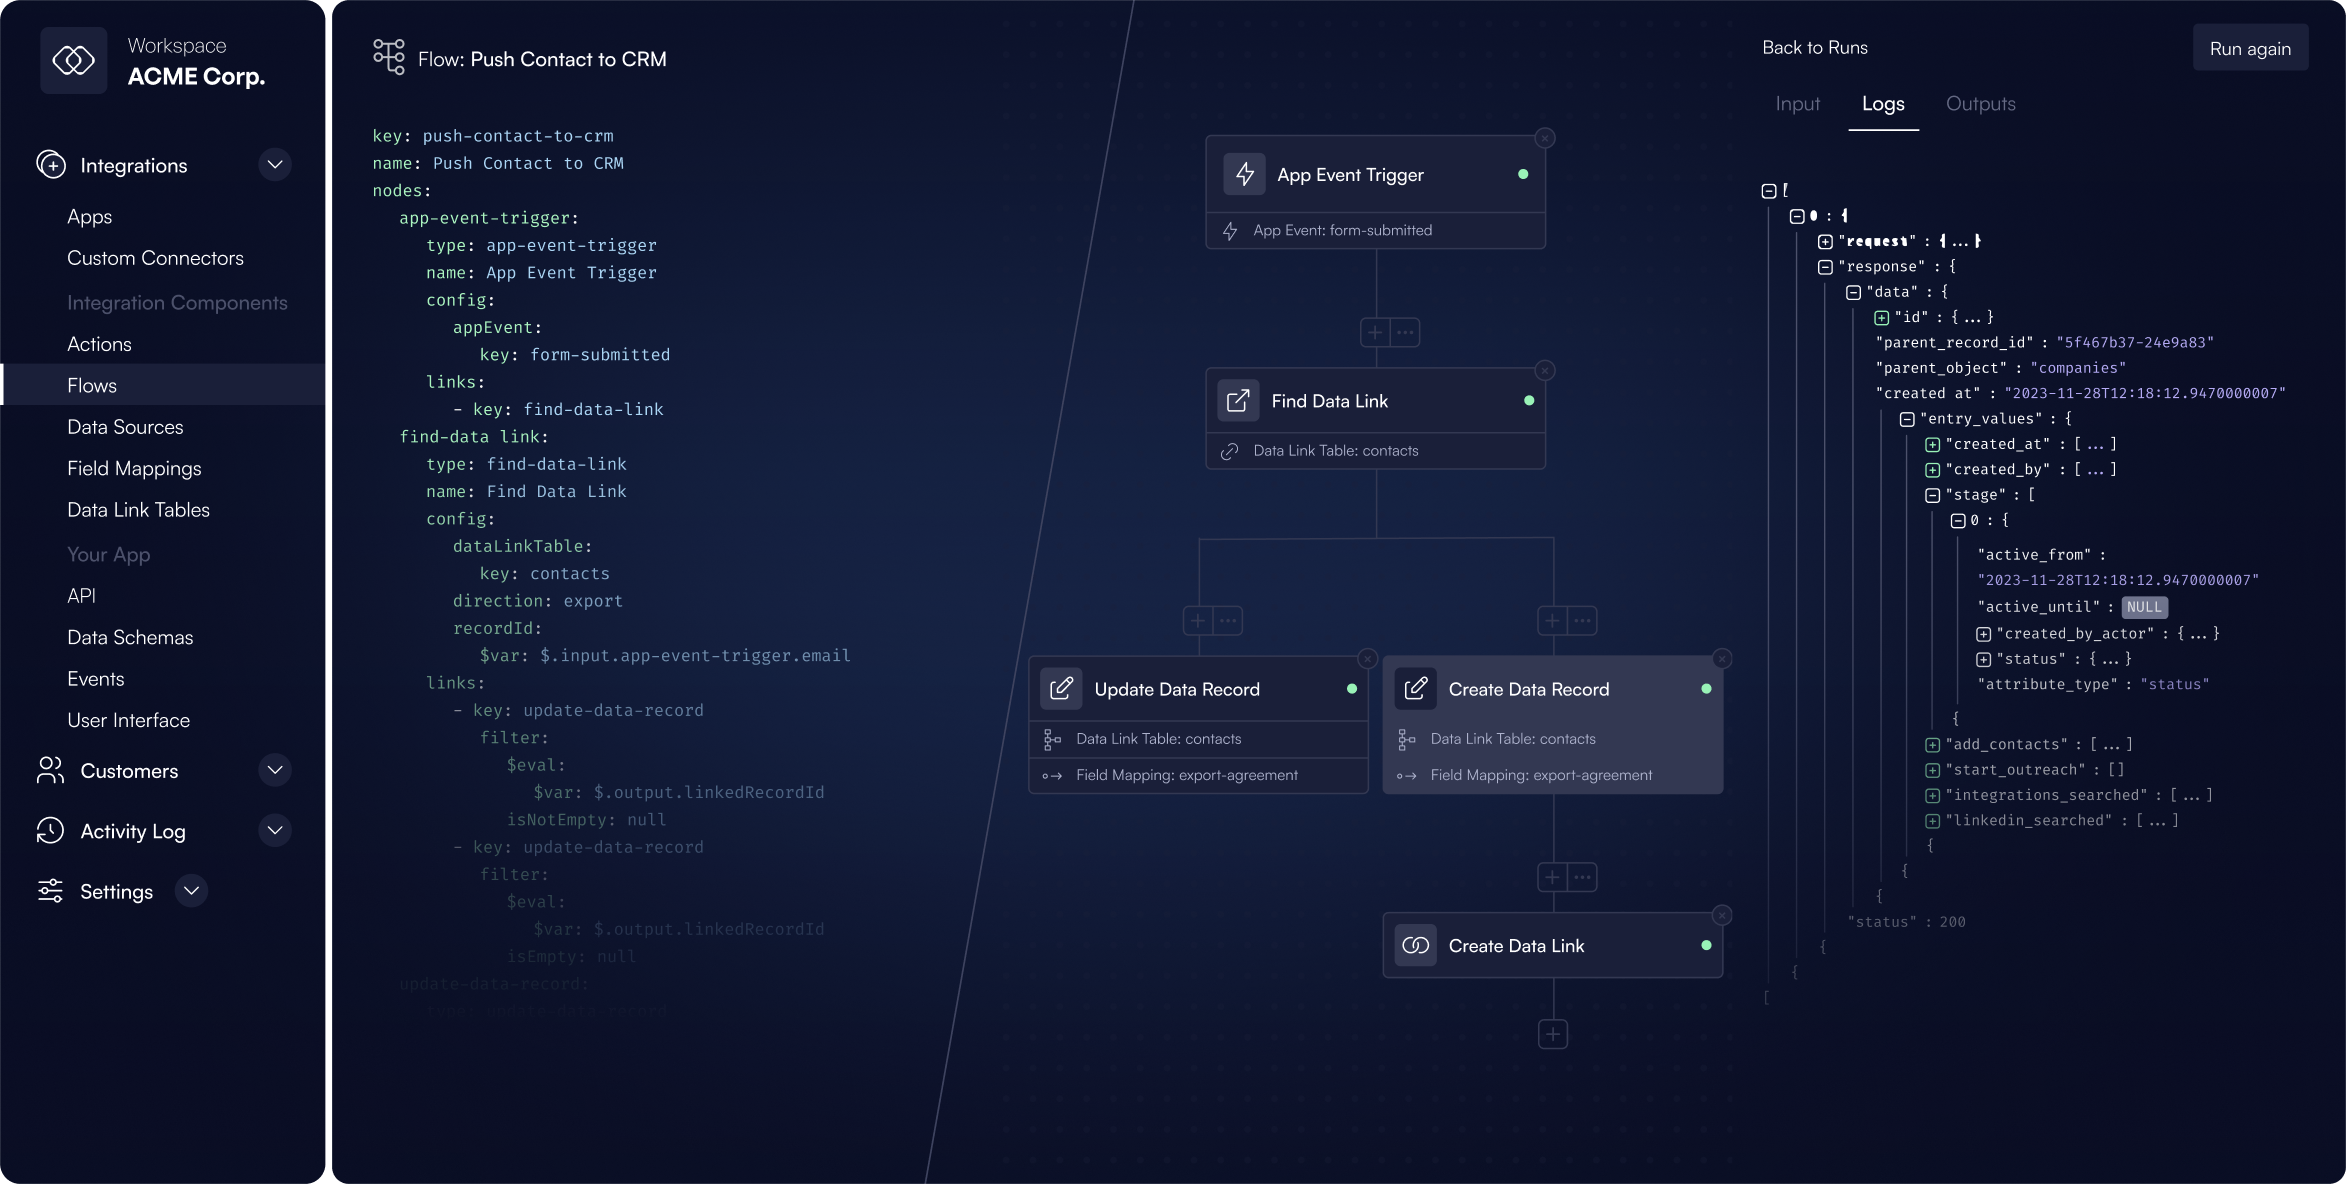 Workspace
ACME Corp.
Integrations
Apps
Custom Connectors
Integration Components
Actions
Flows
Data Sources
Field Mappings
Data Link Tables
Your App
API
Data Schemas
Events
User Interface
Customers
Activity Log
Settings
Flow: Push Contact to CRM
key: push-contact-to-crm
name: Push Contact to CRM
nodes:
app-event-trigger:
type: app-event-trigger
name: App Event Trigger
config:
appEvent:
key: form-submitted
links:
- key: find-data-link
find-data link:
type: find-data-link
name: Find Data Link
config:
dataLinkTable:
key: contacts
direction: export
recordId:
$var: $.input.app-event-trigger.email
links:
- key: update-data-record
filter:
$eval:
$var: $.output.linkedRecordId
isNotEmpty: null
- key: update-data-record
filter:
$eval:
$var: $.output.linkedRecordId
isEmpty: null
update-data-record:
type: update-data record
App Event Trigger
App Event: form-submitted
Find Data Link
Data Link Table: contacts
Update Data Record
Data Link Table: contacts
Field Mapping: export-agreement
Create Data Record
Data Link Table: contacts
Field Mapping: export-agreement
Create Data Link
Back to Runs
Run again
Input
Logs
Outputs
[
0 : {
"request" : {...}
"response" : {
"data" : {
"id" : {...}
"parent_record_id" : "5f467b37-24e9a83"
"parent_object" : "companies"
"created at" : "2023-11-28T12:18:12.9470000007"
"entry_values" : {
"created_at" : [...]
"created_by" : [...]
"stage" : [
0 : {
"active_from" :
"2023-11-28T12:18:12.9470000007"
"active_until" : NULL
"created_by_actor" : {...}
"status" : {...}
"attribute_type" : "status"
{
"add_contacts" : [...]
"start_outreach" : []
"integrations_searched" : [...]
"linkedin_searched" : [...]
{
{
{
"status" : 200
{
{
[